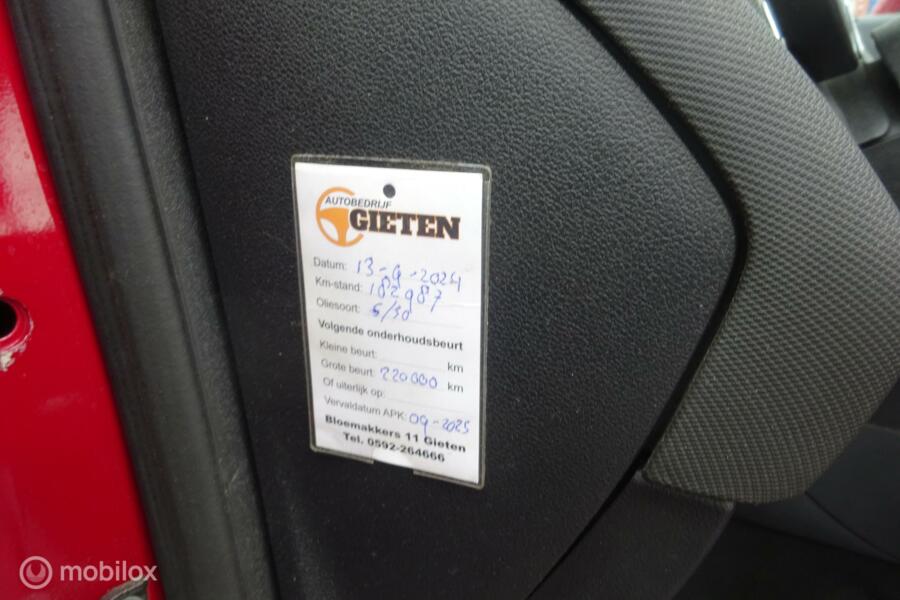 AUTOBEDRIJF
GIETEN
Datum: 13-9-2024
Km-stand: 182987
Oliesoort: 5/30
Volgende onderhoudsbeurt
Kleine beurt: km
Grote beurt: 220000 km
Of uiterlijk op:
Vervaldatum APK: 09-2025
Bloemakkers 11 Gieten
Tel. 0592-264666
mobilox